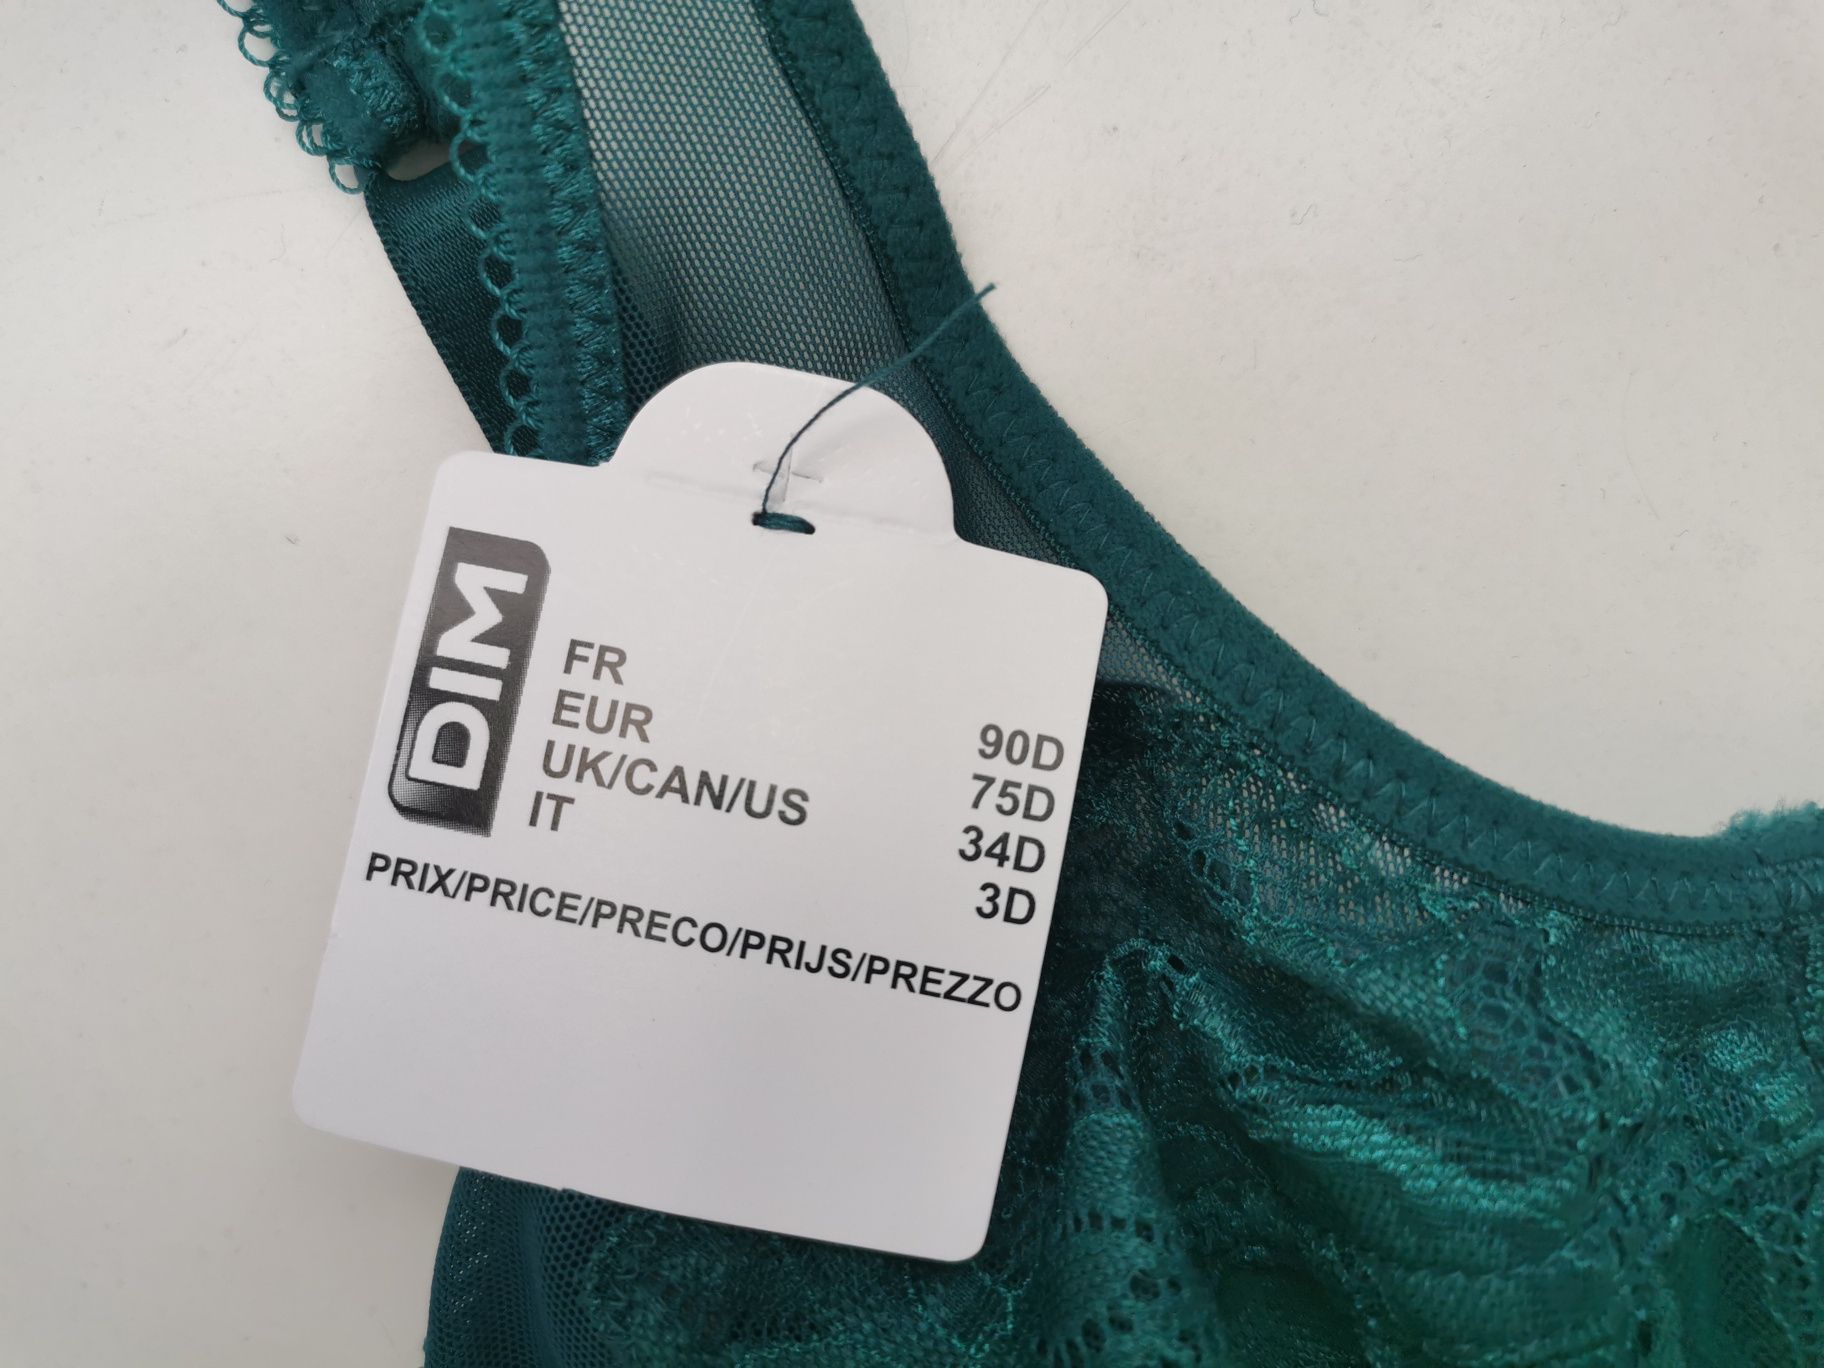 DIM
FR 90D
EUR 75D
UK/CAN/US 34D
IT 3D
PRIX/PRICE/PRECO/PRIJS/PREZZO